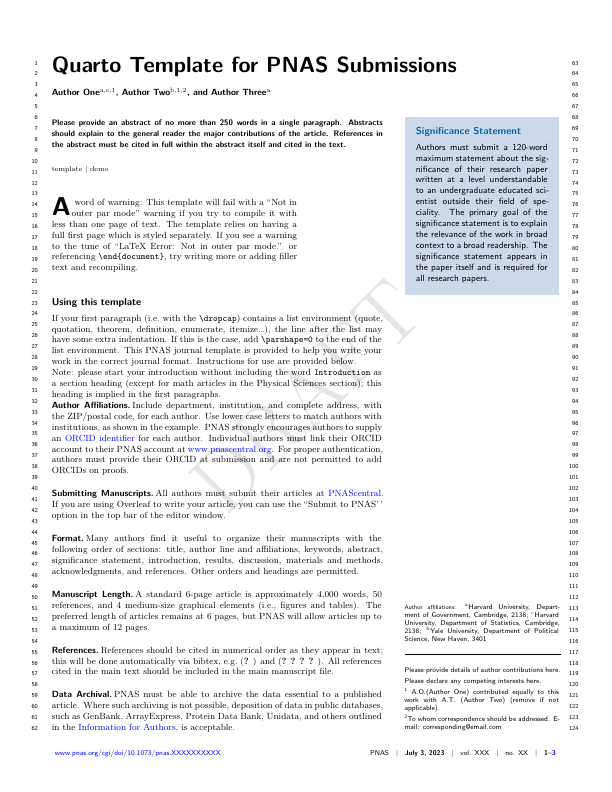 Quarto Template for PNAS Submissions
Author Oneᵃ,ᶜ,¹, Author Twoᵇ,¹,², and Author Threeᵃ
Please provide an abstract of no more than 250 words in a single paragraph. Abstracts
should explain to the general reader the major contributions of the article. References in
the abstract must be cited in full within the abstract itself and cited in the text.
template | demo
A word of warning: This template will fail with a “Not in
outer par mode” warning if you try to compile it with
less than one page of text. The template relies on having a
full first page which is styled separately. If you see a warning
to the tune of “LaTeX Error: Not in outer par mode.” or
referencing \end{document}, try writing more or adding filler
text and recompiling.
Using this template
If your first paragraph (i.e. with the \dropcap) contains a list environment (quote,
quotation, theorem, definition, enumerate, itemize...), the line after the list may
have some extra indentation. If this is the case, add \parshape=0 to the end of the
list environment. This PNAS journal template is provided to help you write your
work in the correct journal format. Instructions for use are provided below.
Note: please start your introduction without including the word Introduction as
a section heading (except for math articles in the Physical Sciences section); this
heading is implied in the first paragraphs.
Author Affiliations. Include department, institution, and complete address, with
the ZIP/postal code, for each author. Use lower case letters to match authors with
institutions, as shown in the example. PNAS strongly encourages authors to supply
an ORCID identifier for each author. Individual authors must link their ORCID
account to their PNAS account at www.pnascentral.org. For proper authentication,
authors must provide their ORCID at submission and are not permitted to add
ORCIDs on proofs.
Submitting Manuscripts. All authors must submit their articles at PNAScentral.
If you are using Overleaf to write your article, you can use the “Submit to PNAS’’
option in the top bar of the editor window.
Format. Many authors find it useful to organize their manuscripts with the
following order of sections: title, author line and affiliations, keywords, abstract,
significance statement, introduction, results, discussion, materials and methods,
acknowledgments, and references. Other orders and headings are permitted.
Manuscript Length. A standard 6-page article is approximately 4,000 words, 50
references, and 4 medium-size graphical elements (i.e., figures and tables). The
preferred length of articles remains at 6 pages, but PNAS will allow articles up to
a maximum of 12 pages.
References. References should be cited in numerical order as they appear in text;
this will be done automatically via bibtex, e.g. (? ) and (? ? ? ? ). All references
cited in the main text should be included in the main manuscript file.
Data Archival. PNAS must be able to archive the data essential to a published
article. Where such archiving is not possible, deposition of data in public databases,
such as GenBank, ArrayExpress, Protein Data Bank, Unidata, and others outlined
in the Information for Authors, is acceptable.
Significance Statement
Authors must submit a 120-word
maximum statement about the sig-
nificance of their research paper
written at a level understandable
to an undergraduate educated sci-
entist outside their field of spe-
ciality. The primary goal of the
significance statement is to explain
the relevance of the work in broad
context to a broad readership. The
significance statement appears in
the paper itself and is required for
all research papers.
Author affiliations: ᵃHarvard University, Depart-
ment of Government, Cambridge, 2138; ᶜHarvard
University, Department of Statistics, Cambridge,
2138; ᵇYale University, Department of Political
Science, New Haven, 3401
Please provide details of author contributions here.
Please declare any competing interests here.
¹ A.O.(Author One) contributed equally to this
work with A.T. (Author Two) (remove if not
applicable).
²To whom correspondence should be addressed. E-
mail: corresponding@email.com
DRAFT
www.pnas.org/cgi/doi/10.1073/pnas.XXXXXXXXXX
PNAS | July 3, 2023 | vol. XXX | no. XX | 1–3
1
2
3
4
5
6
7
8
9
10
11
12
13
14
15
16
17
18
19
20
21
22
23
24
25
26
27
28
29
30
31
32
33
34
35
36
37
38
39
40
41
42
43
44
45
46
47
48
49
50
51
52
53
54
55
56
57
58
59
60
61
62
63
64
65
66
67
68
69
70
71
72
73
74
75
76
77
78
79
80
81
82
83
84
85
86
87
88
89
90
91
92
93
94
95
96
97
98
99
100
101
102
103
104
105
106
107
108
109
110
111
112
113
114
115
116
117
118
119
120
121
122
123
124